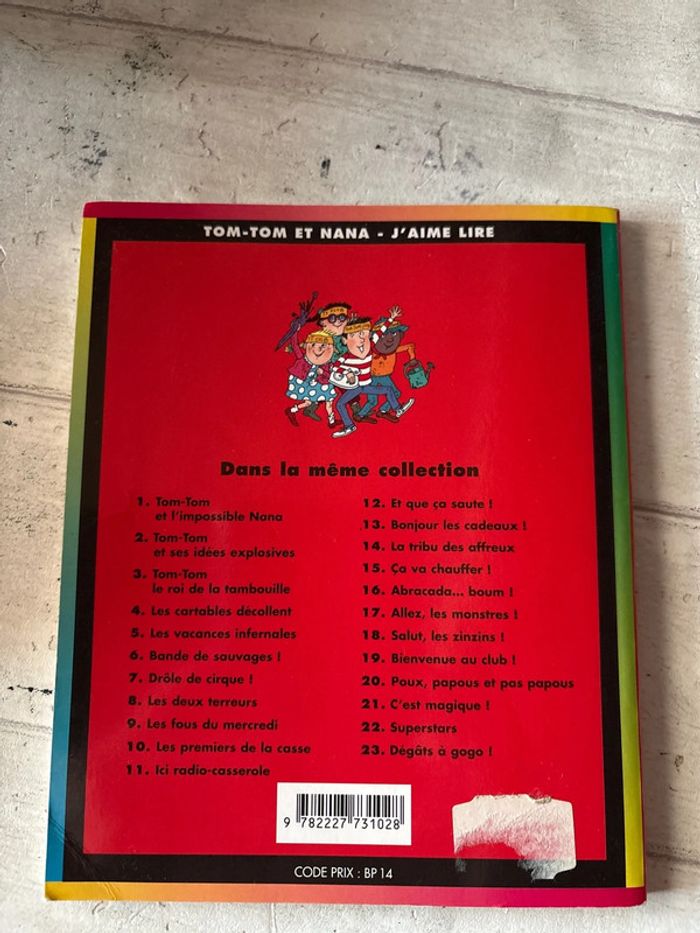 TOM-TOM ET NANA - J'AIME LIRE
Dans la même collection
1. Tom-Tom
et l'impossible Nana
2. Tom-Tom
et ses idées explosives
3. Tom-Tom
le roi de la tambouille
4. Les cartables décollent
5. Les vacances infernales
6. Bande de sauvages !
7. Drôle de cirque !
8. Les deux terreurs
9. Les fous du mercredi
10. Les premiers de la casse
11. Ici radio-casserole
12. Et que ça saute !
13. Bonjour les cadeaux !
14. La tribu des affreux
15. Ça va chauffer !
16. Abracada... boum !
17. Allez, les monstres !
18. Salut, les zinzins !
19. Bienvenue au club !
20. Poux, papous et pas papous
21. C'est magique !
22. Superstars
23. Dégâts à gogo !
9 782227 731028
CODE PRIX : BP 14